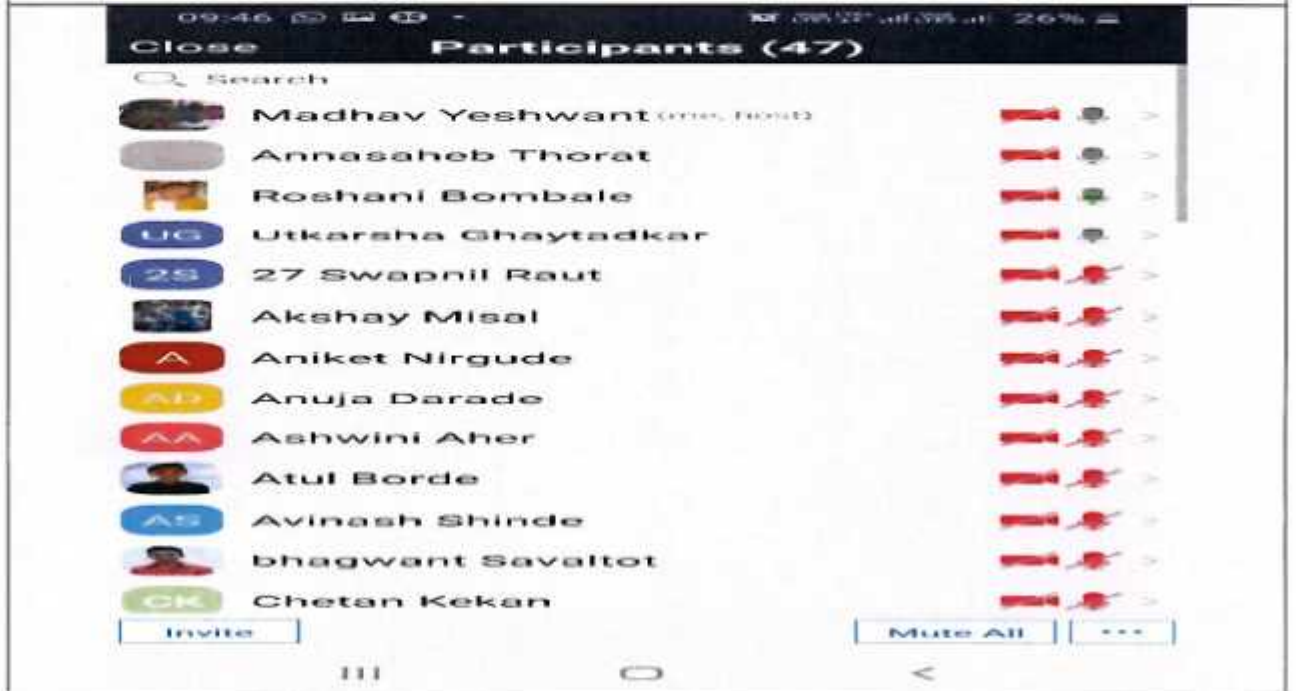 09:46 26%
Close Participants (47)
Search
Madhav Yeshwant (me, host)
Annasaheb Thorat
Roshani Bombale
UG Utkarsha Ghaytadkar
2S 27 Swapnil Raut
Akshay Misal
A Aniket Nirgude
AD Anuja Darade
AA Ashwini Aher
Atul Borde
AS Avinash Shinde
bhagwant Savaltot
CK Chetan Kekan
Invite Mute All